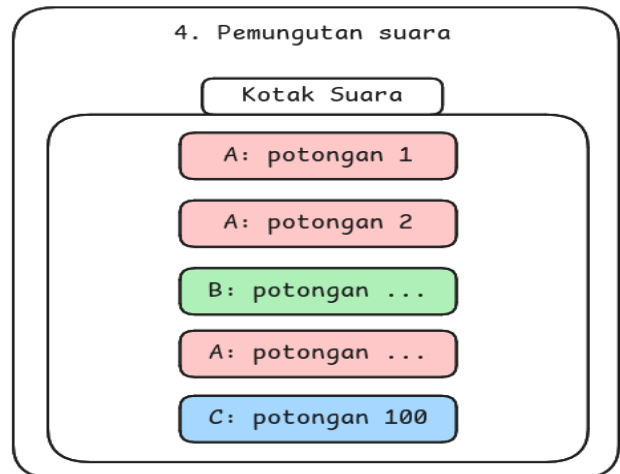 4. Pemungutan suara
Kotak Suara
A: potongan 1
A: potongan 2
B: potongan ...
A: potongan ...
C: potongan 100